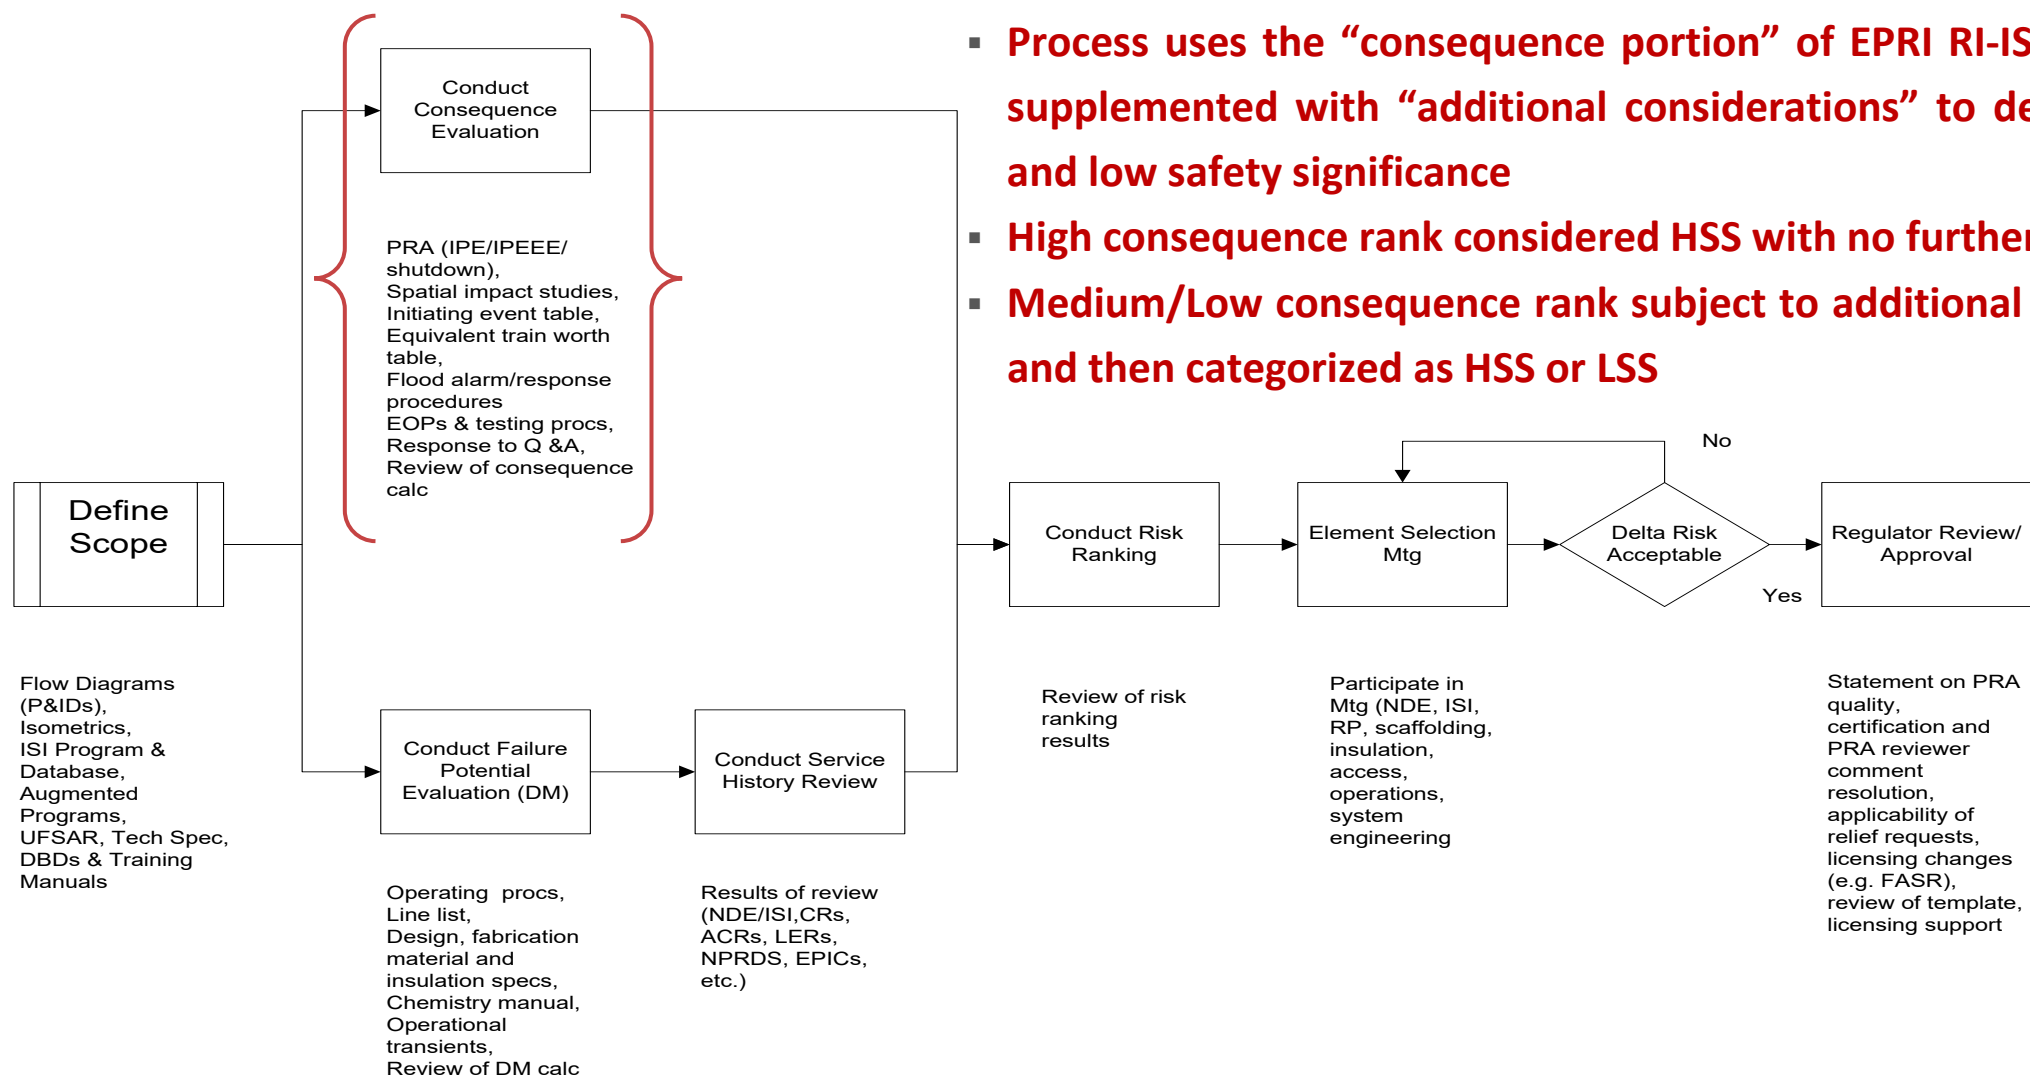 ▪ Process uses the “consequence portion” of EPRI RI-IS
supplemented with “additional considerations” to de
and low safety significance
▪ High consequence rank considered HSS with no further
▪ Medium/Low consequence rank subject to additional
and then categorized as HSS or LSS
Conduct
Consequence
Evaluation
PRA (IPE/IPEEE/
shutdown),
Spatial impact studies,
Initiating event table,
Equivalent train worth
table,
Flood alarm/response
procedures
EOPs & testing procs,
Response to Q &A,
Review of consequence
calc
Define
Scope
Flow Diagrams
(P&IDs),
Isometrics,
ISI Program &
Database,
Augmented
Programs,
UFSAR, Tech Spec,
DBDs & Training
Manuals
Conduct Failure
Potential
Evaluation (DM)
Operating procs,
Line list,
Design, fabrication
material and
insulation specs,
Chemistry manual,
Operational
transients,
Review of DM calc
Conduct Service
History Review
Results of review
(NDE/ISI,CRs,
ACRs, LERs,
NPRDS, EPICs,
etc.)
Conduct Risk
Ranking
Review of risk
ranking
results
Element Selection
Mtg
Participate in
Mtg (NDE, ISI,
RP, scaffolding,
insulation,
access,
operations,
system
engineering
Delta Risk
Acceptable
No
Yes
Regulator Review/
Approval
Statement on PRA
quality,
certification and
PRA reviewer
comment
resolution,
applicability of
relief requests,
licensing changes
(e.g. FASR),
review of template,
licensing support